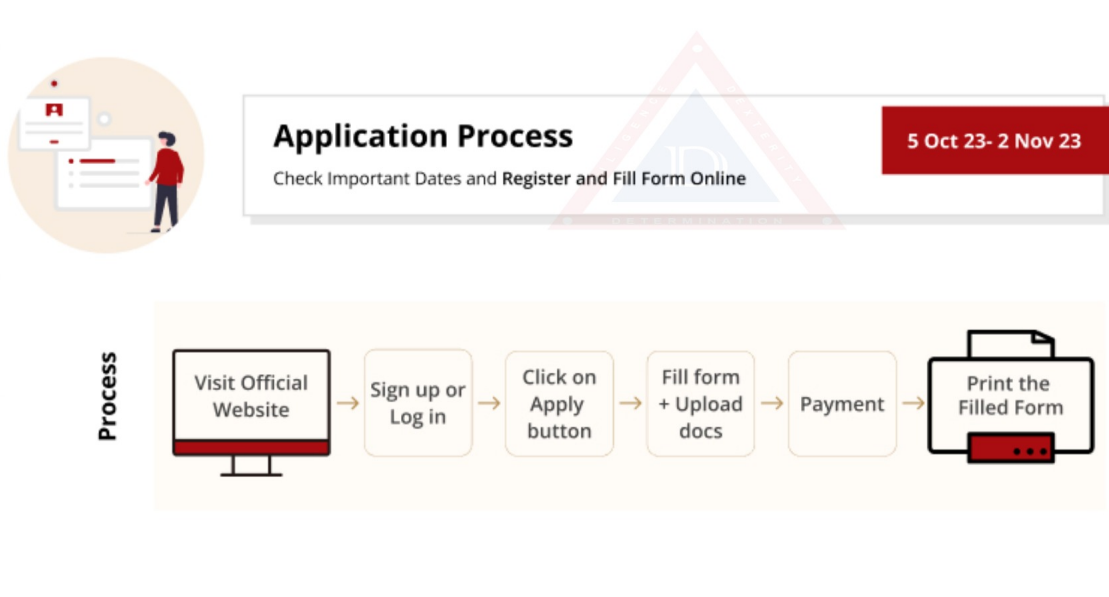 Application Process
5 Oct 23- 2 Nov 23
Check Important Dates and Register and Fill Form Online
DETERMINATION
Process
Visit Official
Website
Sign up or
Log in
Click on
Apply
button
Fill form
+ Upload
docs
Payment
Print the
Filled Form